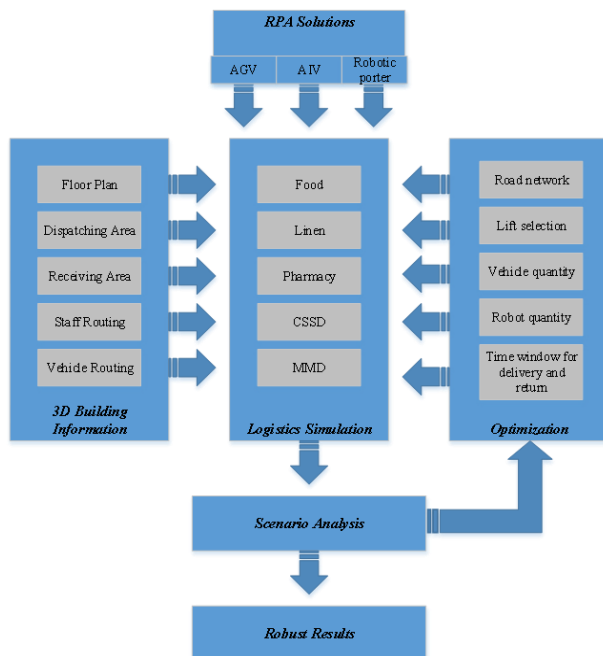 RPA Solutions
AGV
AIV
Robotic
porter
Floor Plan
Dispatching Area
Receiving Area
Staff Routing
Vehicle Routing
3D Building
Information
Food
Linen
Pharmacy
CSSD
MMD
Logistics Simulation
Road network
Lift selection
Vehicle quantity
Robot quantity
Time window for
delivery and
return
Optimization
Scenario Analysis
Robust Results